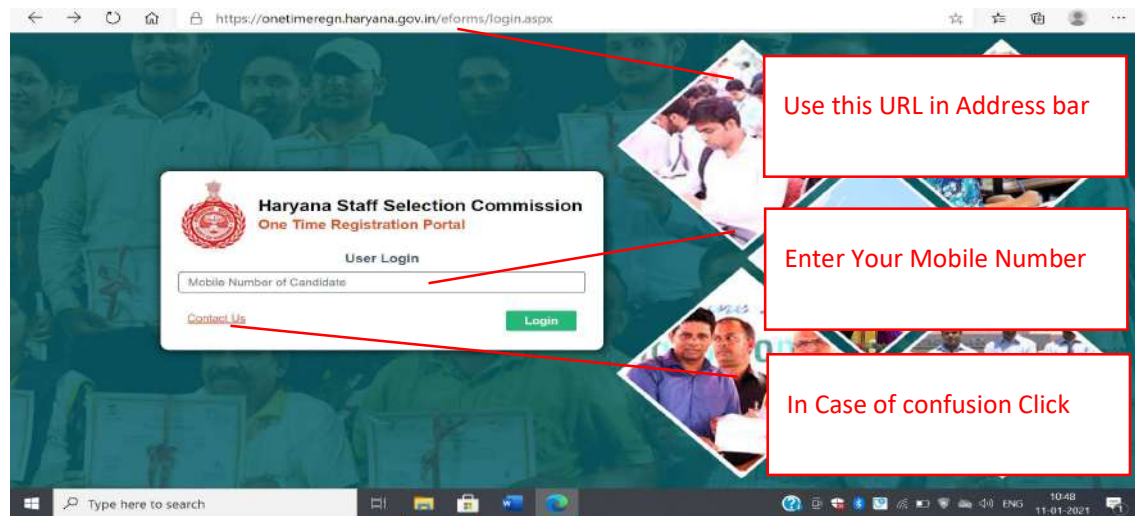 https://onetimeregn.haryana.gov.in/eforms/login.aspx
Use this URL in Address bar
Haryana Staff Selection Commission
One Time Registration Portal
User Login
Mobile Number of Candidate
Enter Your Mobile Number
Contact Us
Login
In Case of confusion Click
Type here to search
ENG
10:48
11-01-2021